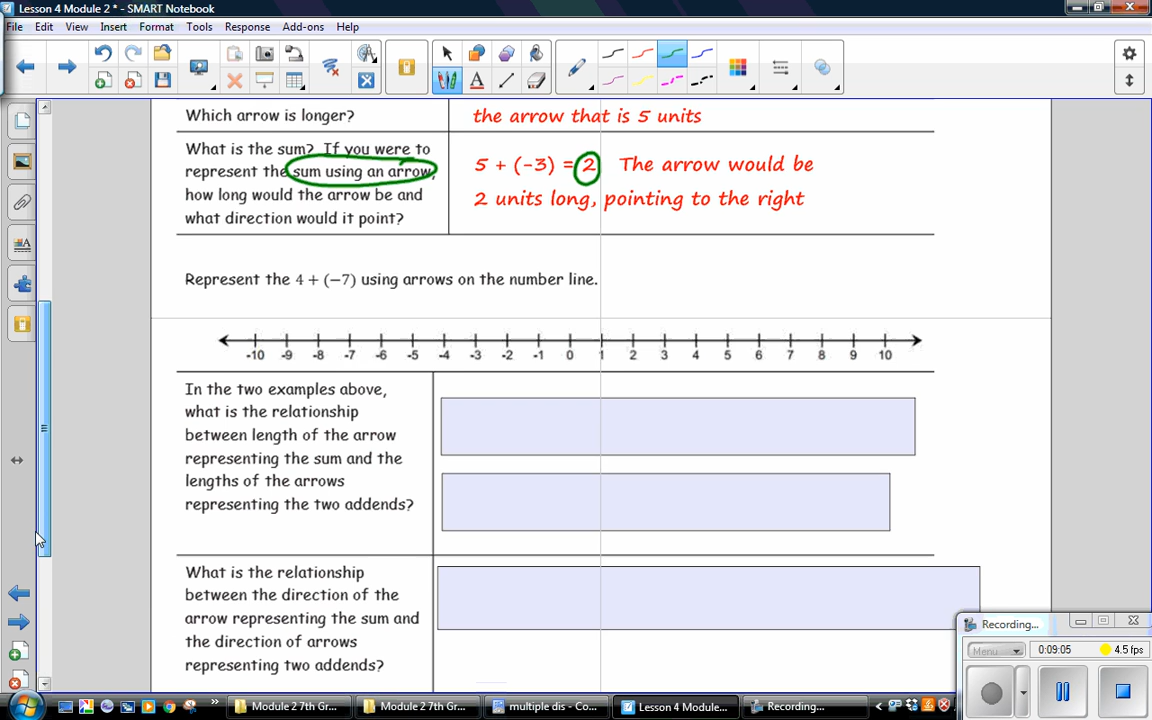 Lesson 4 Module 2 * - SMART Notebook
File Edit View Insert Format Tools Response Add-ons Help
Which arrow is longer?
the arrow that is 5 units
What is the sum? If you were to
represent the sum using an arrow,
how long would the arrow be and
what direction would it point?
5 + (-3) = 2 The arrow would be
2 units long, pointing to the right
Represent the 4 + (−7) using arrows on the number line.
-10 -9 -8 -7 -6 -5 -4 -3 -2 -1 0 1 2 3 4 5 6 7 8 9 10
In the two examples above,
what is the relationship
between length of the arrow
representing the sum and the
lengths of the arrows
representing the two addends?
What is the relationship
between the direction of the
arrow representing the sum and
the direction of arrows
representing two addends?
Recording...
Menu
0:09:05
4.5 fps
Module 2 7th Gr...
Module 2 7th Gr...
multiple dis - Co...
Lesson 4 Module...
Recording...
9:04 AM